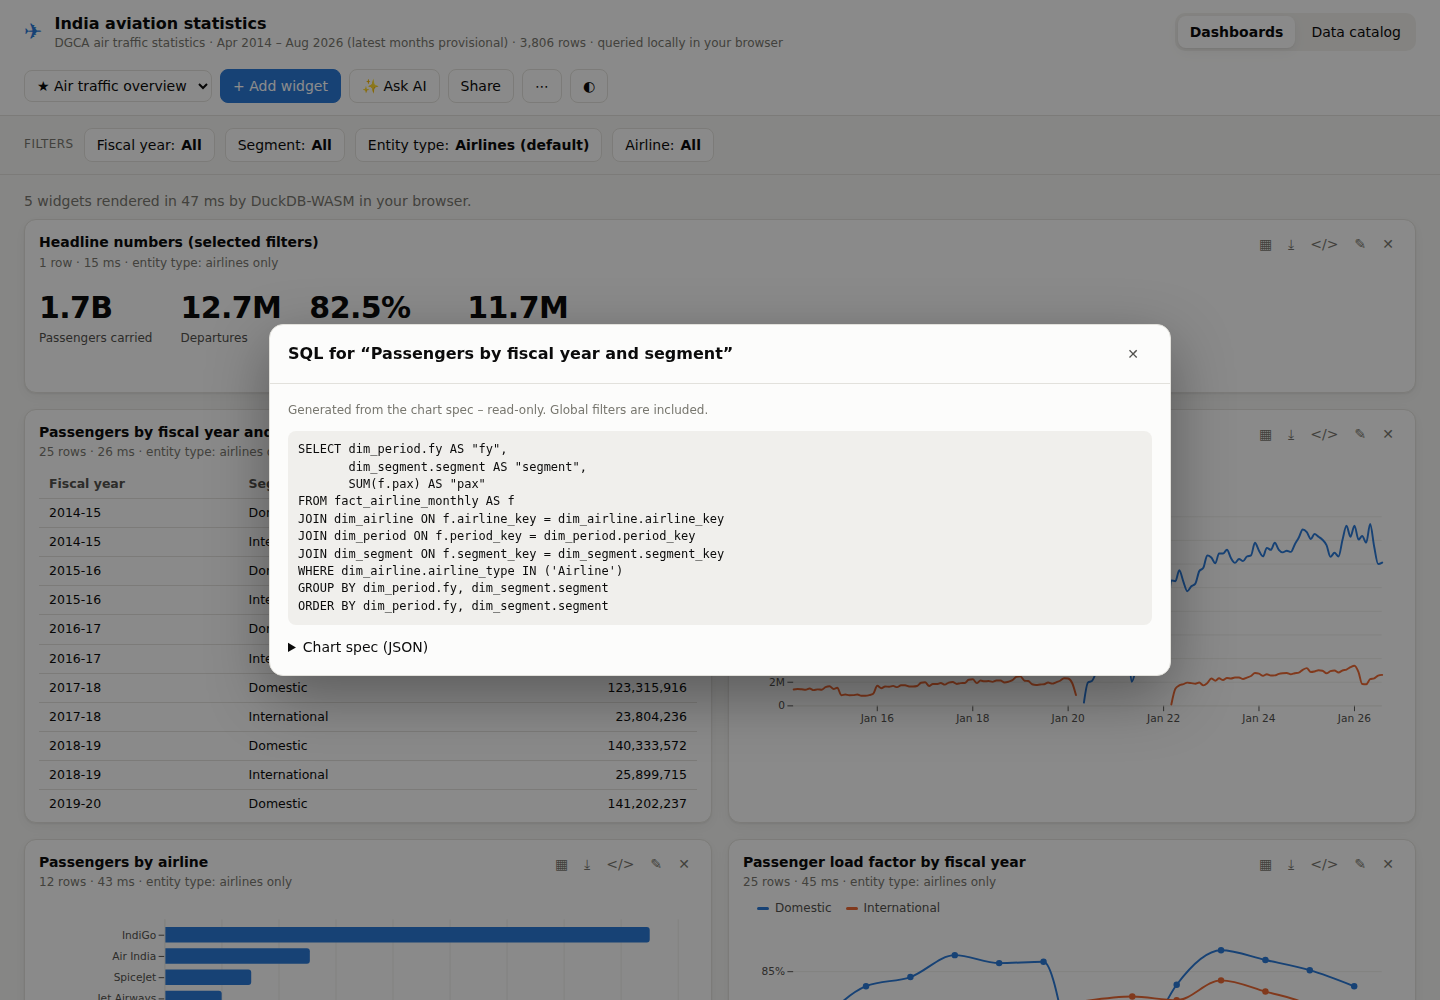 India aviation statistics
DGCA air traffic statistics · Apr 2014 – Aug 2026 (latest months provisional) · 3,806 rows · queried locally in your browser
Dashboards
Data catalog
★ Air traffic overview
+ Add widget
✨ Ask AI
Share
⋯
FILTERS
Fiscal year: All
Segment: All
Entity type: Airlines (default)
Airline: All
5 widgets rendered in 47 ms by DuckDB-WASM in your browser.
Headline numbers (selected filters)
1 row · 15 ms · entity type: airlines only
</>
1.7B
12.7M
82.5%
11.7M
Passengers carried
Departures
SQL for “Passengers by fiscal year and segment”
Generated from the chart spec – read-only. Global filters are included.
SELECT dim_period.fy AS "fy",
dim_segment.segment AS "segment",
SUM(f.pax) AS "pax"
FROM fact_airline_monthly AS f
JOIN dim_airline ON f.airline_key = dim_airline.airline_key
JOIN dim_period ON f.period_key = dim_period.period_key
JOIN dim_segment ON f.segment_key = dim_segment.segment_key
WHERE dim_airline.airline_type IN ('Airline')
GROUP BY dim_period.fy, dim_segment.segment
ORDER BY dim_period.fy, dim_segment.segment
▶ Chart spec (JSON)
Passengers by fiscal year
25 rows · 26 ms · entity type: airlines
Fiscal year
2014-15
2014-15
2015-16
2015-16
2016-17
2016-17
2017-18 Domestic 123,315,916
2017-18 International 23,804,236
2018-19 Domestic 140,333,572
2018-19 International 25,899,715
2019-20 Domestic 141,202,237
</>
2M
0
Jan 16 Jan 18 Jan 20 Jan 22 Jan 24 Jan 26
Passengers by airline
12 rows · 43 ms · entity type: airlines only
</>
IndiGo
Air India
SpiceJet
Jet Airways
Passenger load factor by fiscal year
25 rows · 45 ms · entity type: airlines only
</>
Domestic International
85%